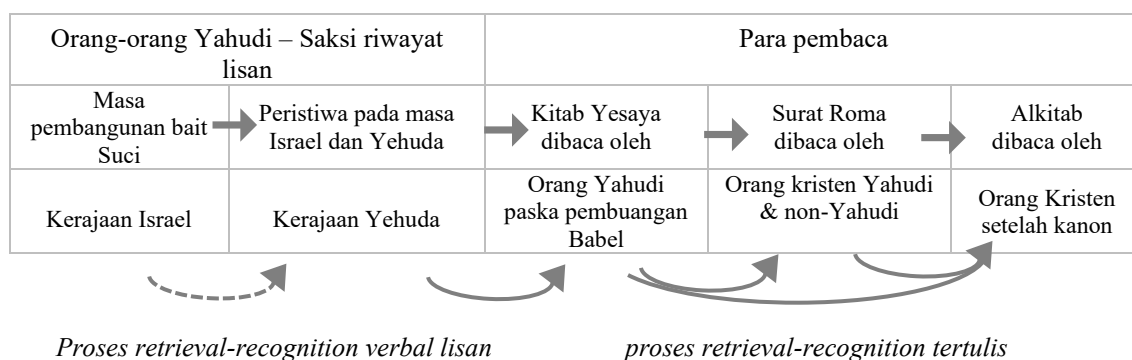 Orang-orang Yahudi – Saksi riwayat
lisan
Para pembaca
Masa
pembangunan bait
Suci
Peristiwa pada masa
Israel dan Yehuda
Kitab Yesaya
dibaca oleh
Surat Roma
dibaca oleh
Alkitab
dibaca oleh
Kerajaan Israel
Kerajaan Yehuda
Orang Yahudi
paska pembuangan
Babel
Orang kristen Yahudi
& non-Yahudi
Orang Kristen
setelah kanon
Proses retrieval-recognition verbal lisan
proses retrieval-recognition tertulis